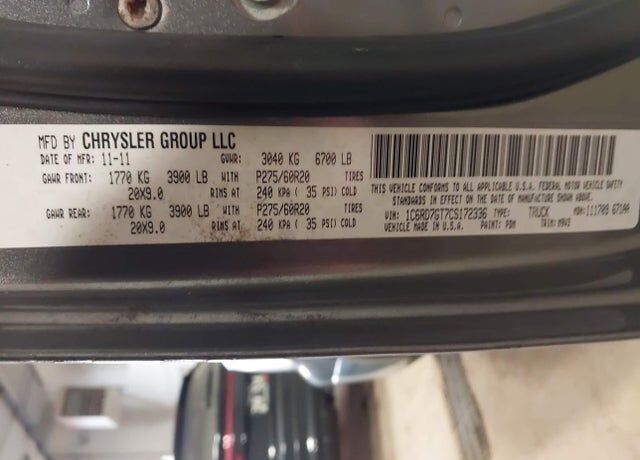 MFD BY CHRYSLER GROUP LLC
DATE OF MFR: 11-11 GVWR: 3040 KG 6700 LB
GAWR FRONT: 1770 KG 3900 LB WITH P275/60R20 TIRES
20X9.0 RIMS AT 240 KPA ( 35 PSI) COLD
GAWR REAR: 1770 KG 3900 LB WITH P275/60R20 TIRES
20X9.0 RIMS AT 240 KPA ( 35 PSI) COLD
THIS VEHICLE CONFORMS TO ALL APPLICABLE U.S.A. FEDERAL MOTOR VEHICLE SAFETY
STANDARDS IN EFFECT ON THE DATE OF MANUFACTURE SHOWN ABOVE.
VIN: 1C6RD7GT7CS172336 TYPE: TRUCK MDH: 111709
VEHICLE MADE IN U.S.A. PAINT: PDM TRIM: